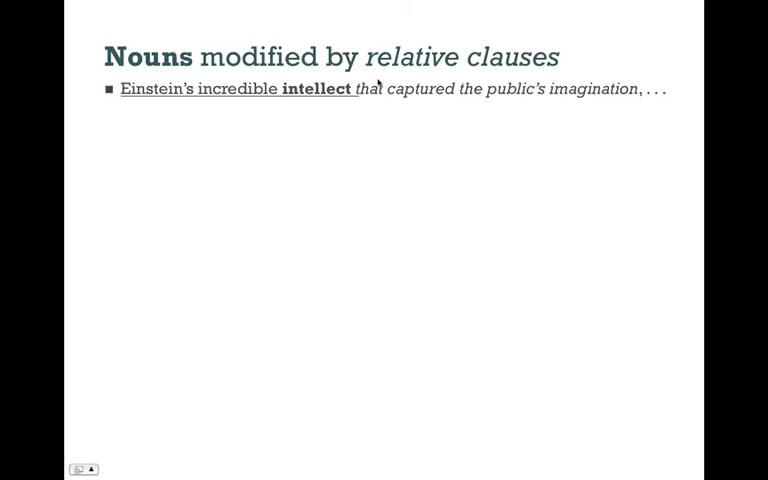 Nouns modified by relative clauses
■ Einstein’s incredible intellect that captured the public’s imagination, . . .